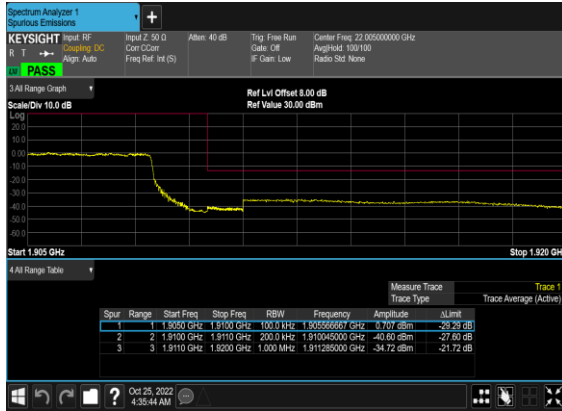 Spectrum Analyzer 1
Spurious Emissions
KEYSIGHT Input: RF Input Z: 50 Ω Atten: 40 dB Trig: Free Run Center Freq: 22.005000000 GHz
R T Coupling: DC Corr CCorr Gate: Off Avg|Hold: 100/100
Align: Auto Freq Ref: Int (S) IF Gain: Low Radio Std: None
PASS
3 All Range Graph Ref Lvl Offset 8.00 dB
Scale/Div 10.0 dB Ref Value 30.00 dBm
Log
20.0
10.0
0.00
-10.0
-20.0
-30.0
-40.0
-50.0
-60.0
Start 1.905 GHz Stop 1.920 GH
4 All Range Table
Measure Trace Trace 1
Trace Type Trace Average (Active)
Spur Range Start Freq Stop Freq RBW Frequency Amplitude ΔLimit
1 1 1.9050 GHz 1.9100 GHz 100.0 kHz 1.905566667 GHz 0.707 dBm -29.29 dB
2 2 1.9100 GHz 1.9110 GHz 200.0 kHz 1.910045000 GHz -40.60 dBm -27.60 dB
3 3 1.9110 GHz 1.9200 GHz 1.000 MHz 1.911285000 GHz -34.72 dBm -21.72 dB
? Oct 25, 2022
4:35:44 AM